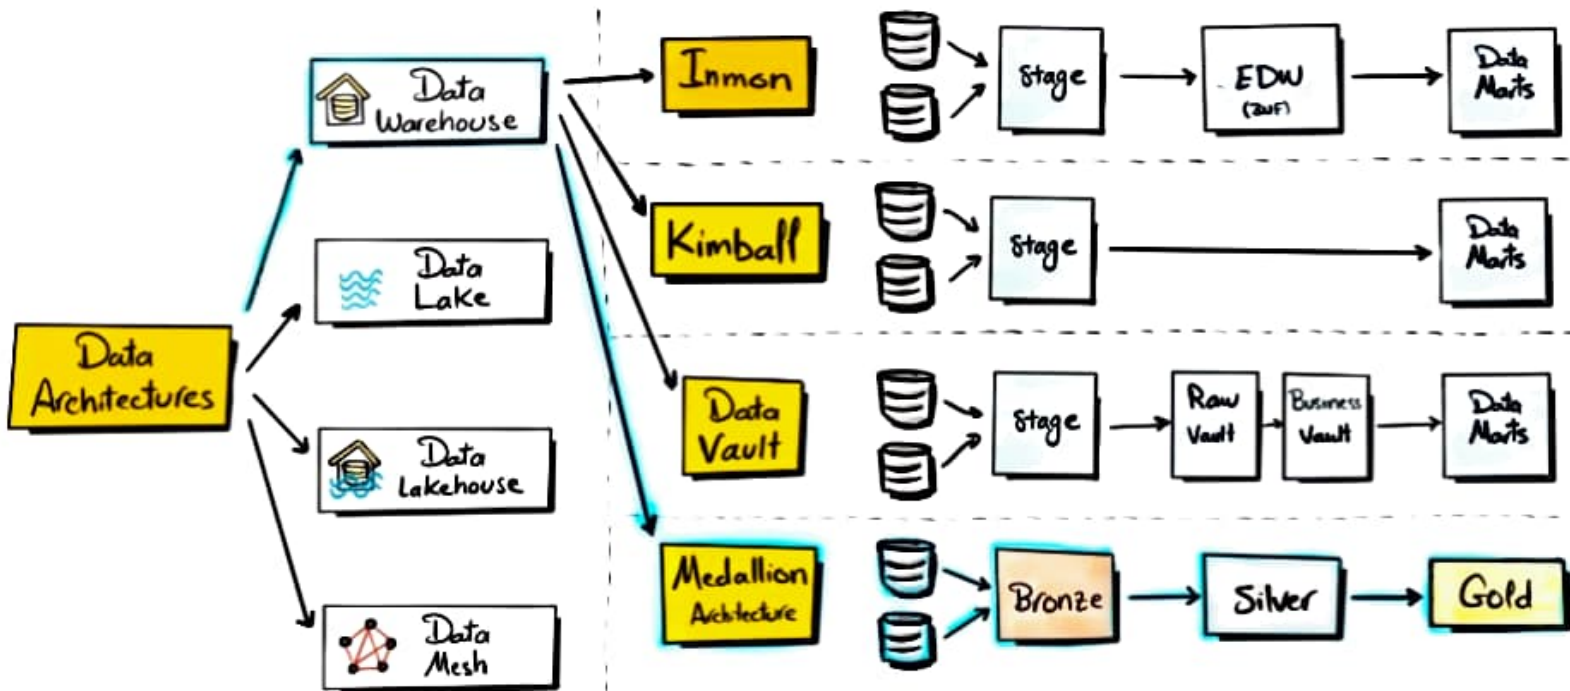 Data
Architectures
Data
Warehouse
Data
Lake
Data
Lakehouse
Data
Mesh
Inmon
Stage
EDW
(3NF)
Data
Marts
Kimball
Stage
Data
Marts
Data
Vault
Stage
Raw
Vault
Business
Vault
Data
Marts
Medallion
Architecture
Bronze
Silver
Gold